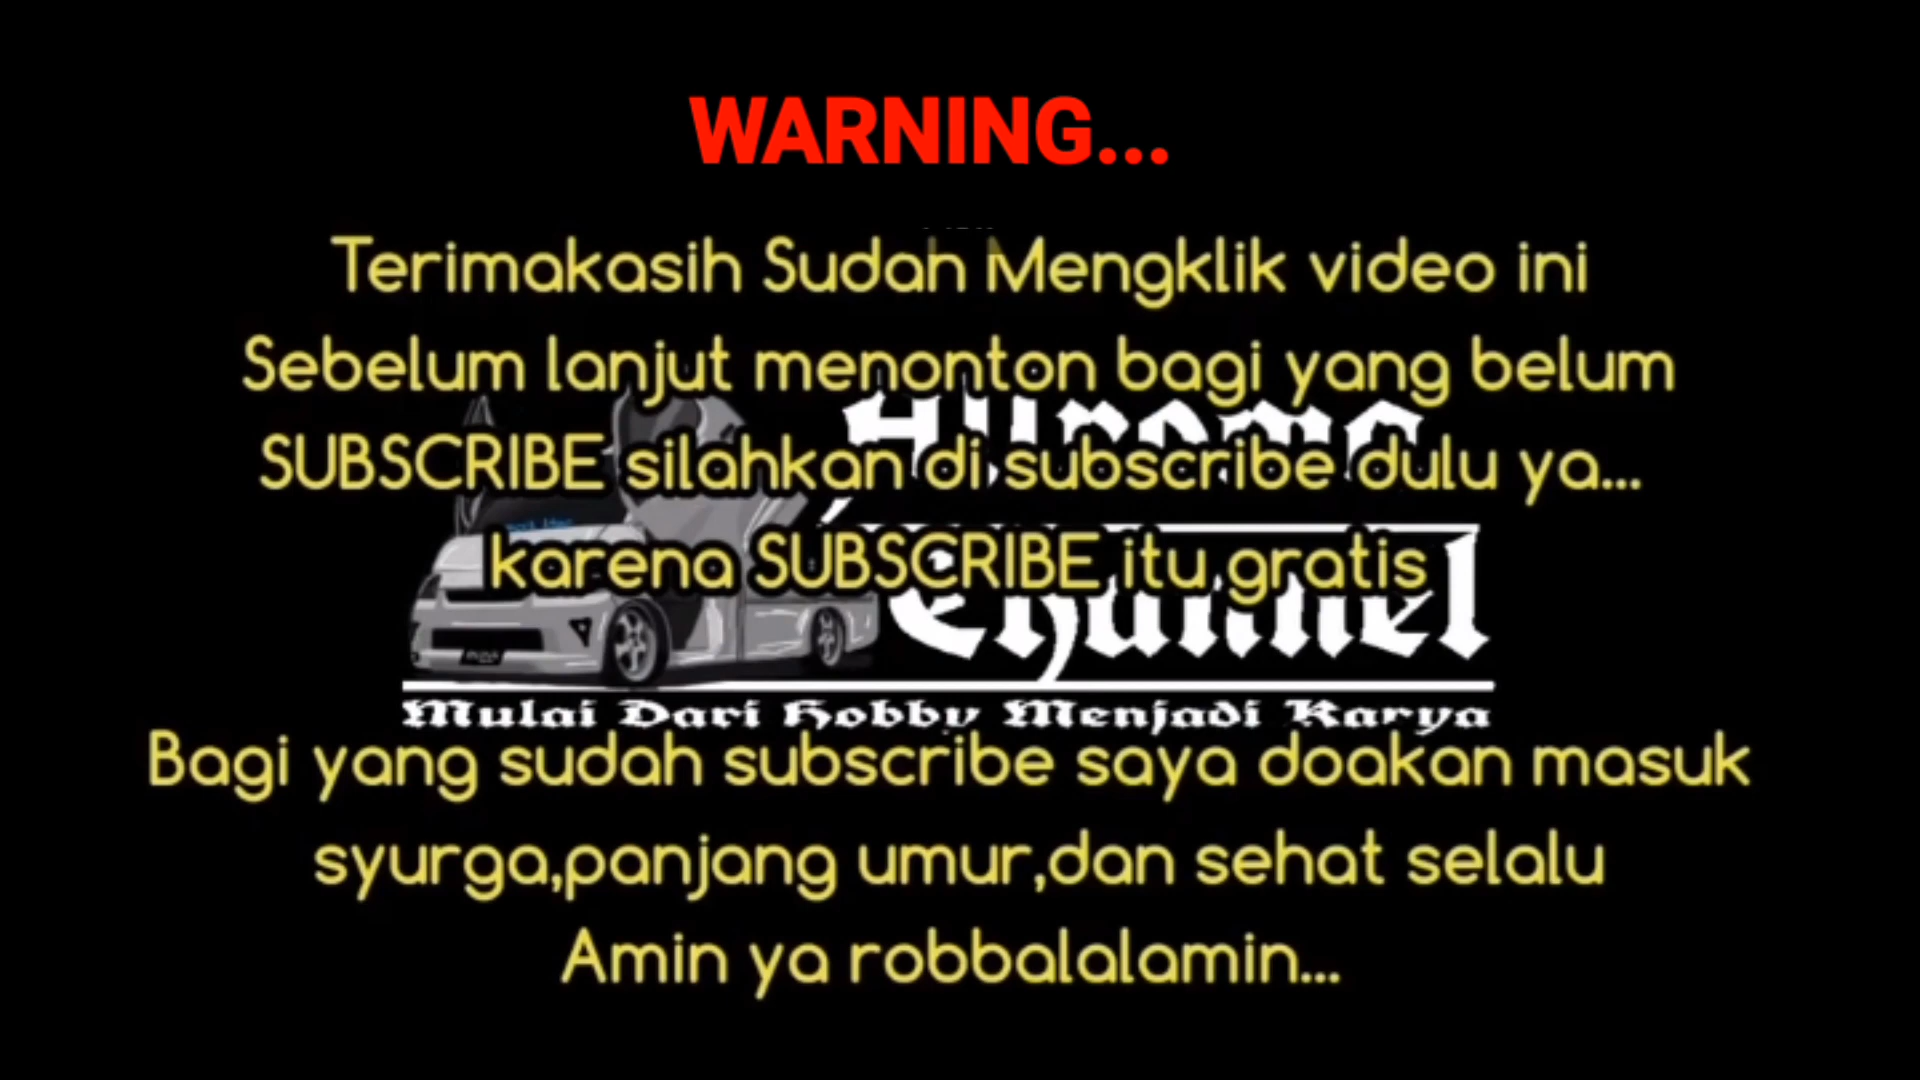 WARNING...
Terimakasih Sudah Mengklik video ini
Sebelum lanjut menonton bagi yang belum
SUBSCRIBE silahkan di subscribe dulu ya...
karena SUBSCRIBE itu gratis
Channel
Mulai Dari Hobby Menjadi Karya
Bagi yang sudah subscribe saya doakan masuk
syurga,panjang umur,dan sehat selalu
Amin ya robbalalamin...